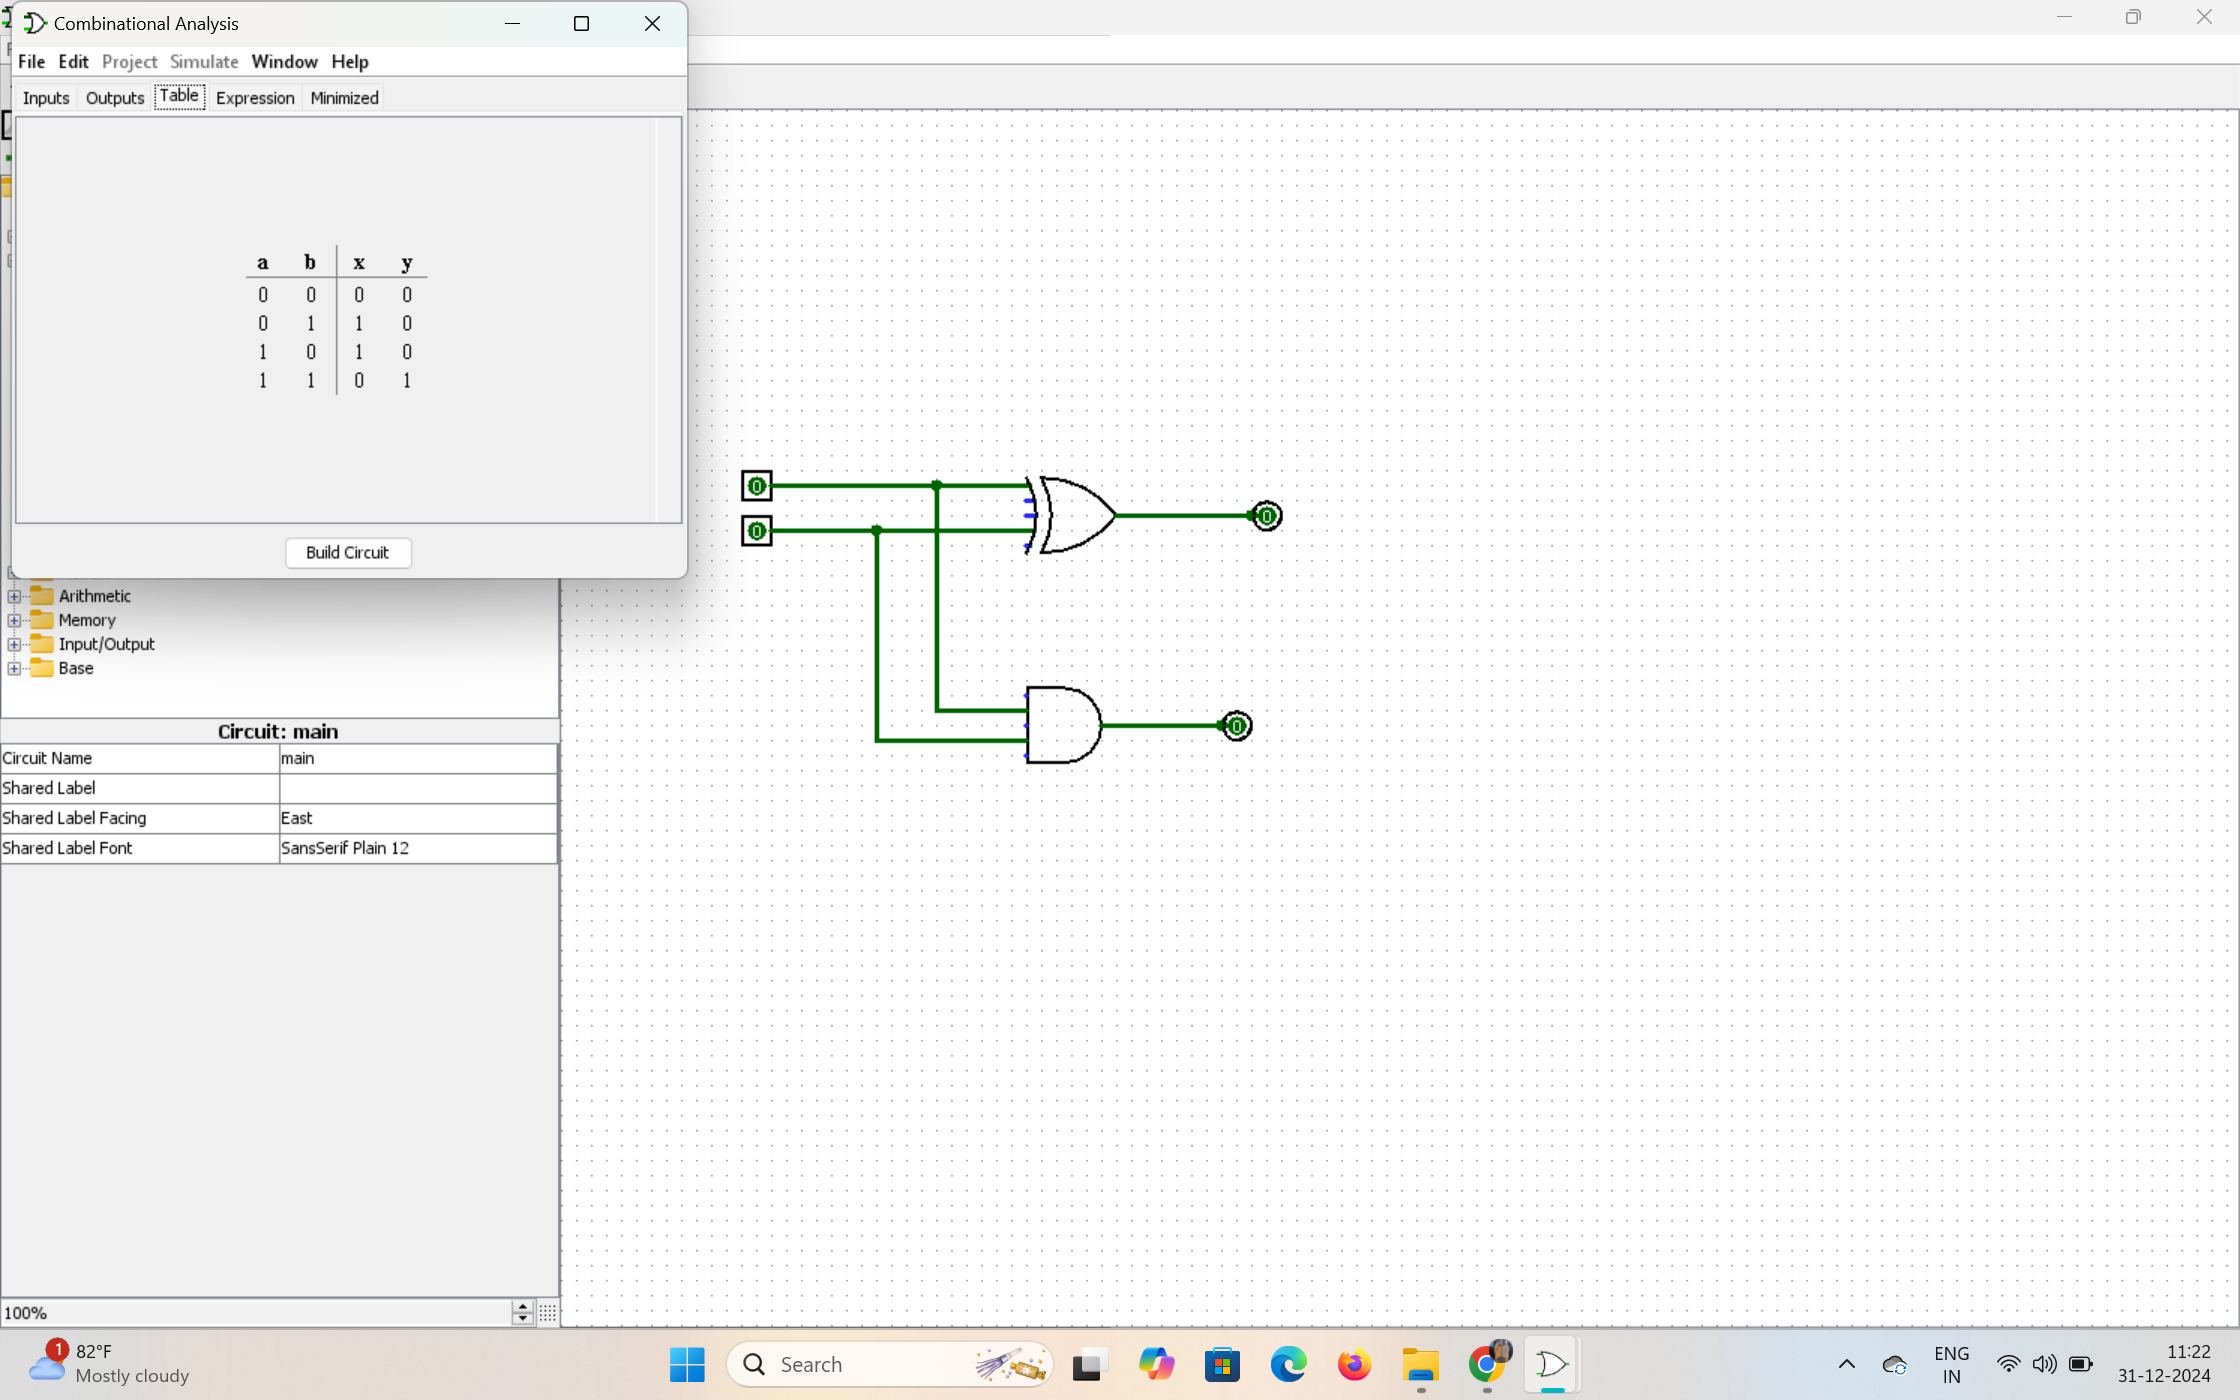 Combinational Analysis
File Edit Project Simulate Window Help
Inputs Outputs Table Expression Minimized
a b x y
0 0 0 0
0 1 1 0
1 0 1 0
1 1 0 1
Build Circuit
0
0
0
0
Arithmetic
Memory
Input/Output
Base
Circuit: main
Circuit Name main
Shared Label
Shared Label Facing East
Shared Label Font SansSerif Plain 12
100%
1
82°F
Mostly cloudy
Search
ENG
IN
11:22
31-12-2024